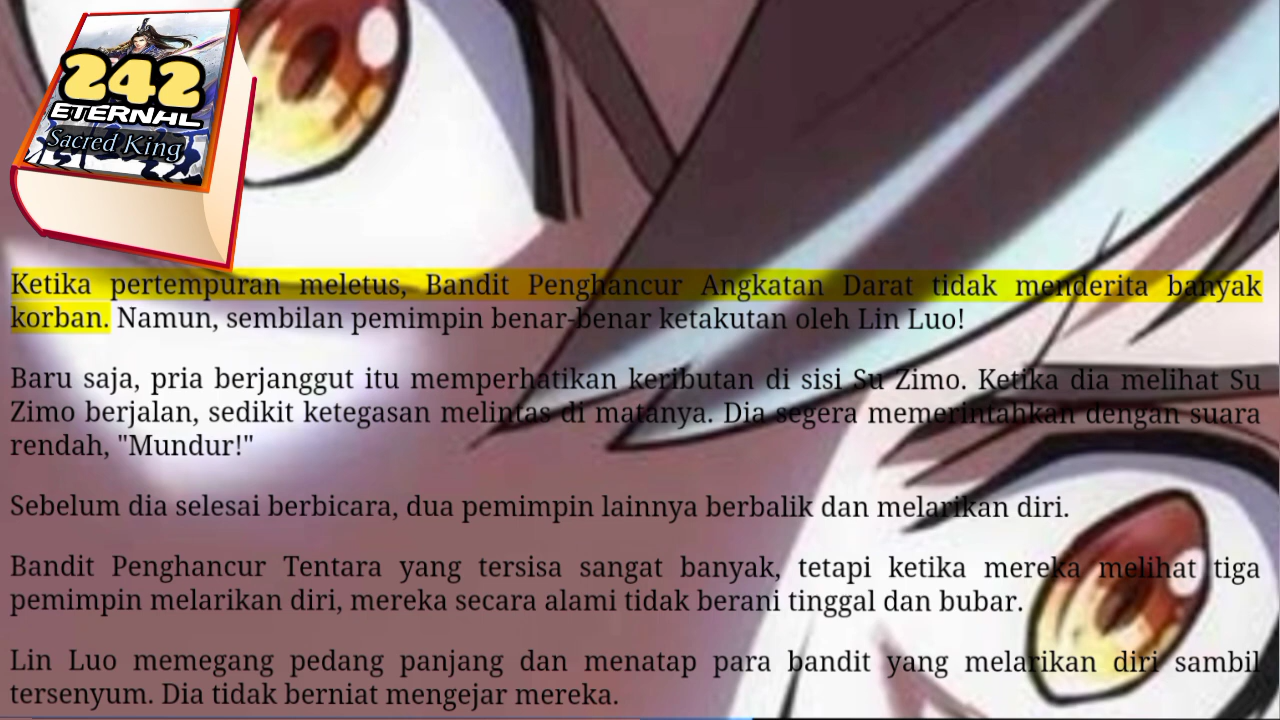 242
ETERNAL
Sacred King
Ketika pertempuran meletus, Bandit Penghancur Angkatan Darat tidak menderita banyak
korban. Namun, sembilan pemimpin benar-benar ketakutan oleh Lin Luo!
Baru saja, pria berjanggut itu memperhatikan keributan di sisi Su Zimo. Ketika dia melihat Su
Zimo berjalan, sedikit ketegasan melintas di matanya. Dia segera memerintahkan dengan suara
rendah, "Mundur!"
Sebelum dia selesai berbicara, dua pemimpin lainnya berbalik dan melarikan diri.
Bandit Penghancur Tentara yang tersisa sangat banyak, tetapi ketika mereka melihat tiga
pemimpin melarikan diri, mereka secara alami tidak berani tinggal dan bubar.
Lin Luo memegang pedang panjang dan menatap para bandit yang melarikan diri sambil
tersenyum. Dia tidak berniat mengejar mereka.